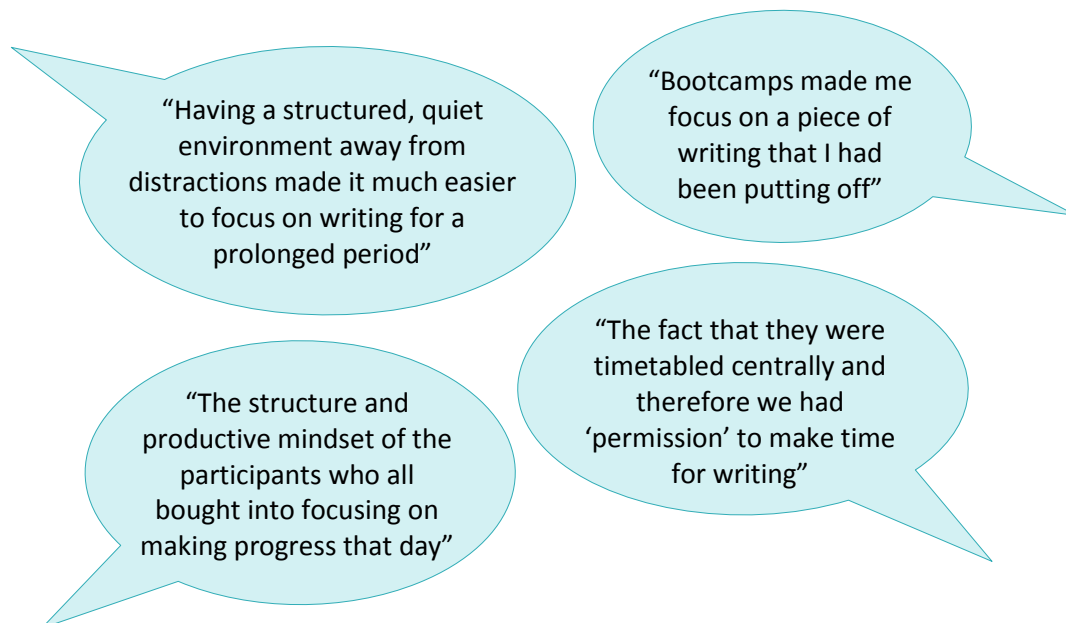 “Having a structured, quiet
environment away from
distractions made it much easier
to focus on writing for a
prolonged period”
“Bootcamps made me
focus on a piece of
writing that I had
been putting off”
“The structure and
productive mindset of the
participants who all
bought into focusing on
making progress that day”
“The fact that they were
timetabled centrally and
therefore we had
‘permission’ to make time
for writing”